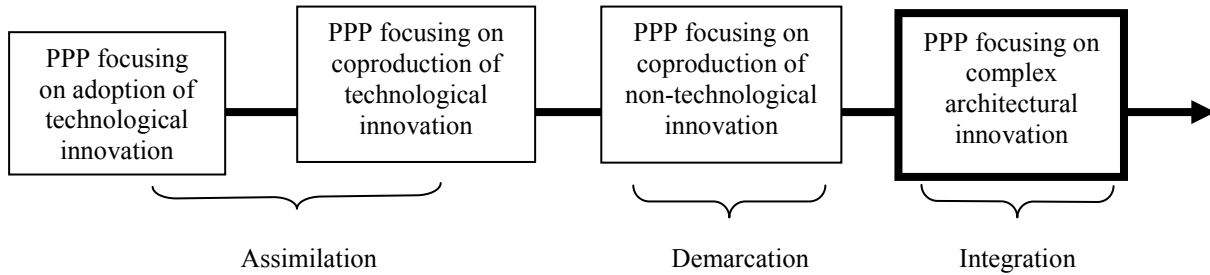 PPP focusing
on adoption of
technological
innovation
PPP focusing on
coproduction of
technological
innovation
PPP focusing on
coproduction of
non-technological
innovation
PPP focusing on
complex
architectural
innovation
Assimilation
Demarcation
Integration